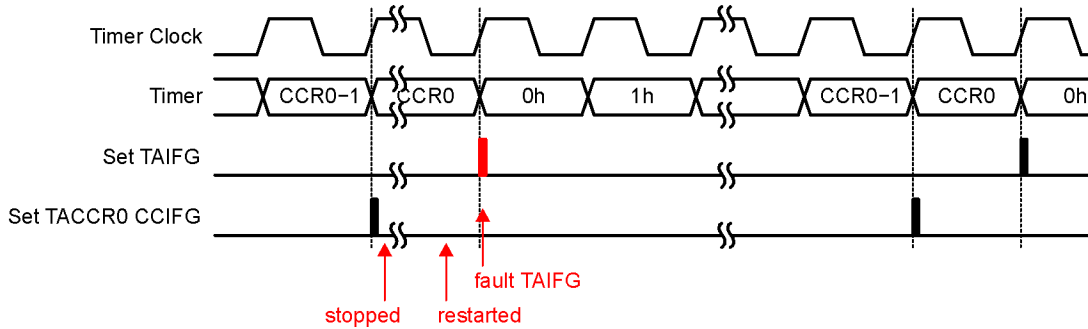 Timer Clock
Timer CCR0−1 CCR0 0h 1h CCR0−1 CCR0 0h
Set TAIFG
Set TACCR0 CCIFG
fault TAIFG
stopped restarted